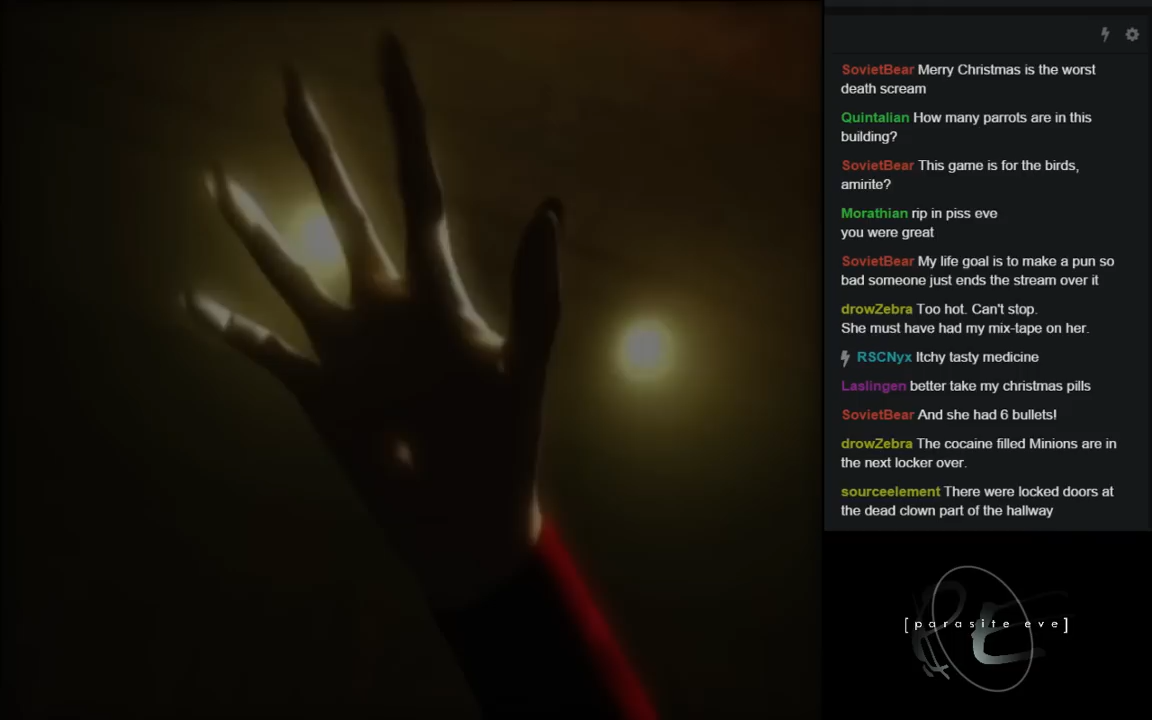 SovietBear Merry Christmas is the worst
death scream
Quintalian How many parrots are in this
building?
SovietBear This game is for the birds,
amirite?
Morathian rip in piss eve
you were great
SovietBear My life goal is to make a pun so
bad someone just ends the stream over it
drowZebra Too hot. Can't stop.
She must have had my mix-tape on her.
RSCNyx Itchy tasty medicine
Laslingen better take my christmas pills
SovietBear And she had 6 bullets!
drowZebra The cocaine filled Minions are in
the next locker over.
sourceelement There were locked doors at
the dead clown part of the hallway
[parasite eve]
PE